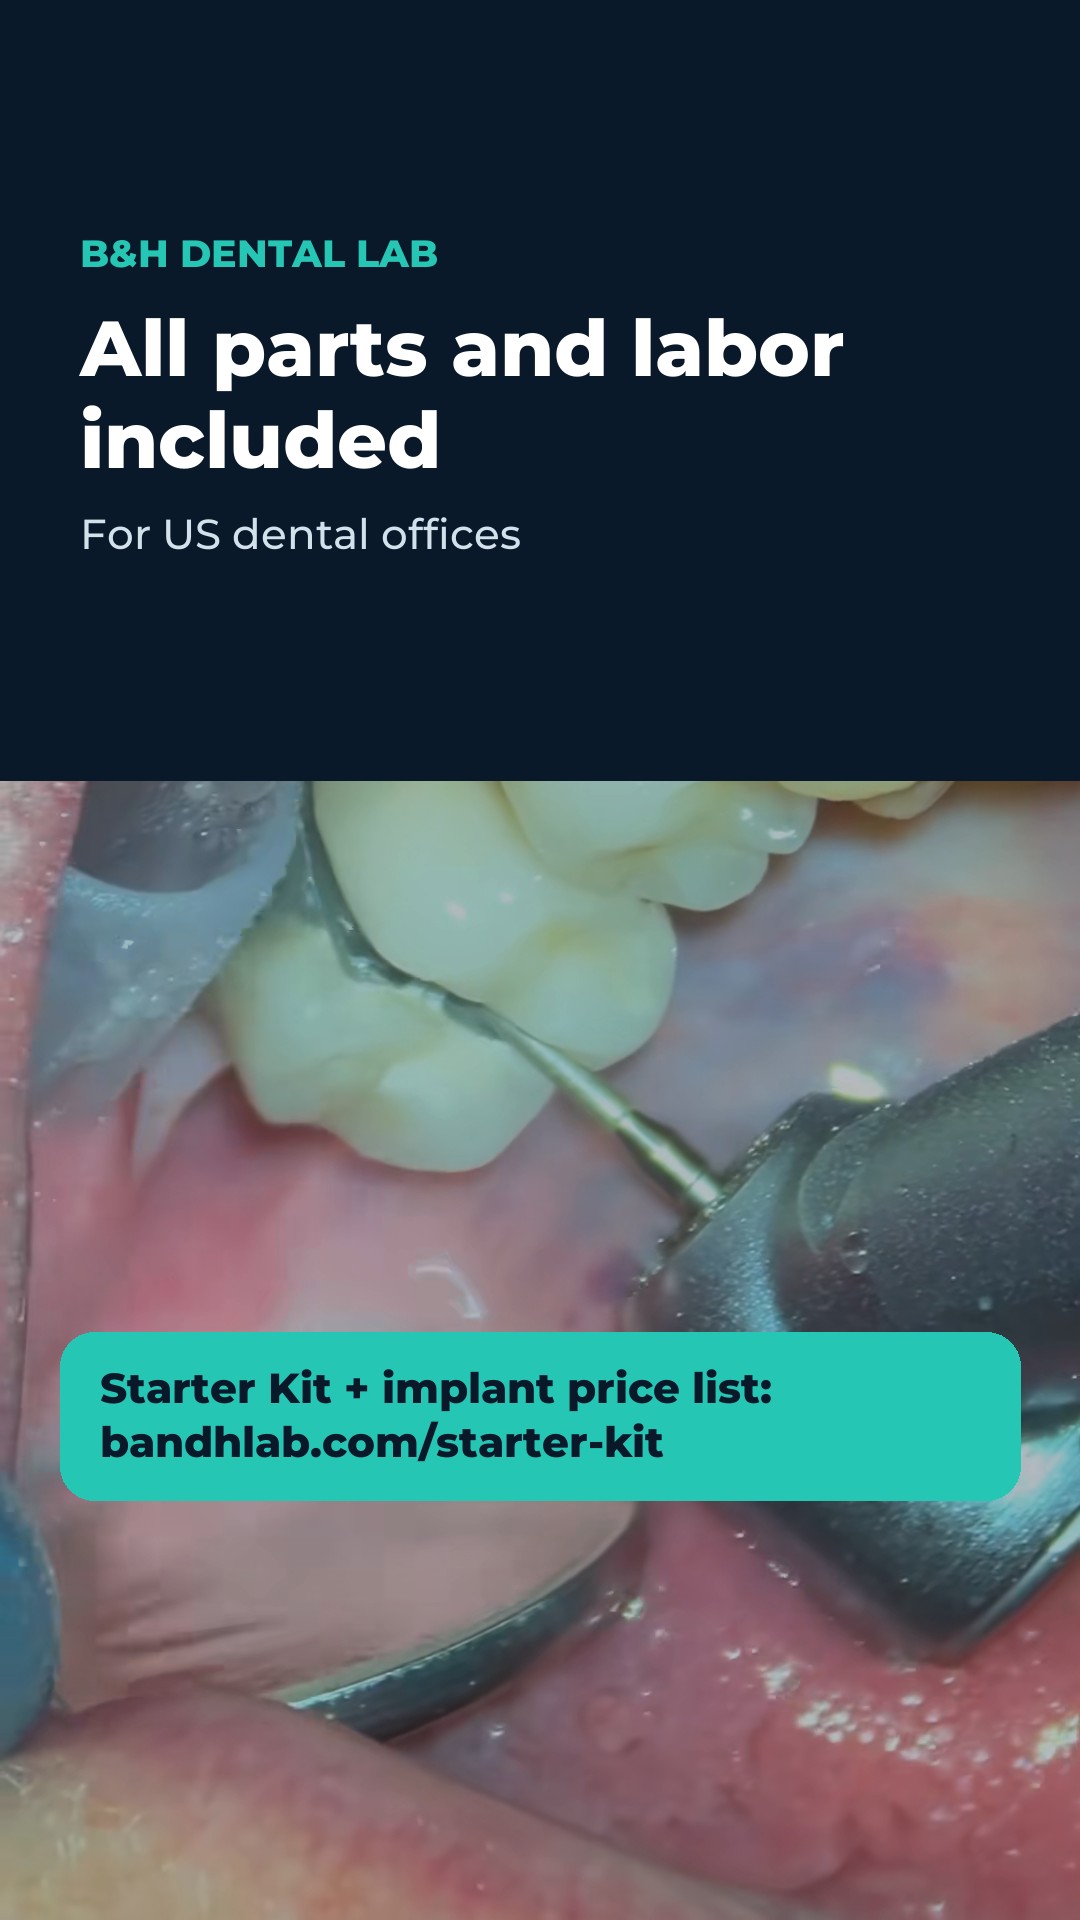 B&H DENTAL LAB
All parts and labor
included
For US dental offices
Starter Kit + implant price list:
bandhlab.com/starter-kit